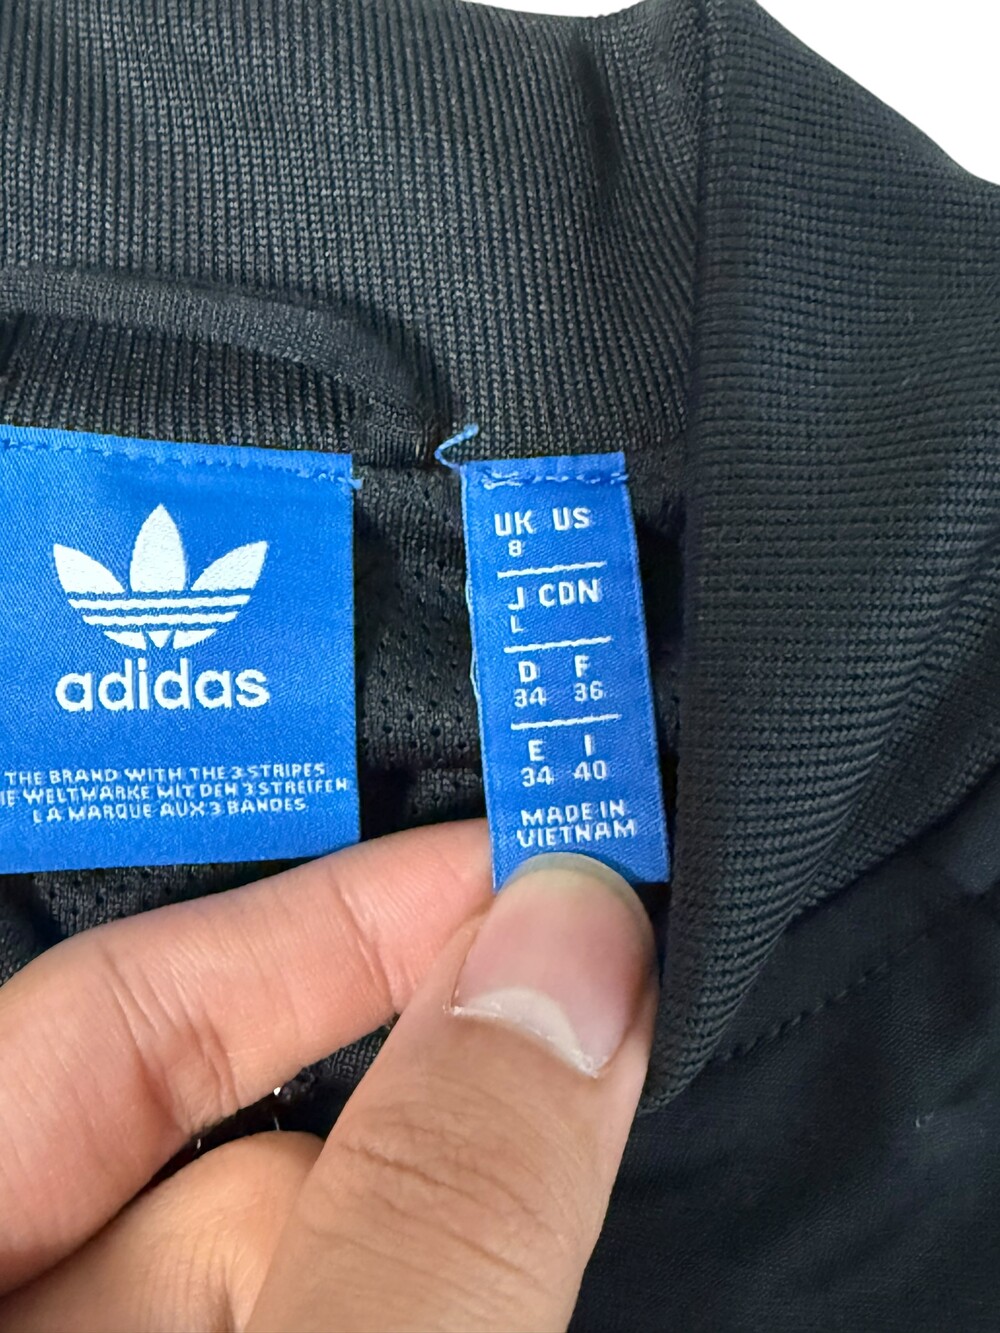 adidas
THE BRAND WITH THE 3 STRIPES
IE WELTMARKE MIT DEN 3 STREIFEN
LA MARQUE AUX 3 BANDES.
UK US
8
J CDN
L
D F
34 36
E I
34 40
MADE IN
VIETNAM